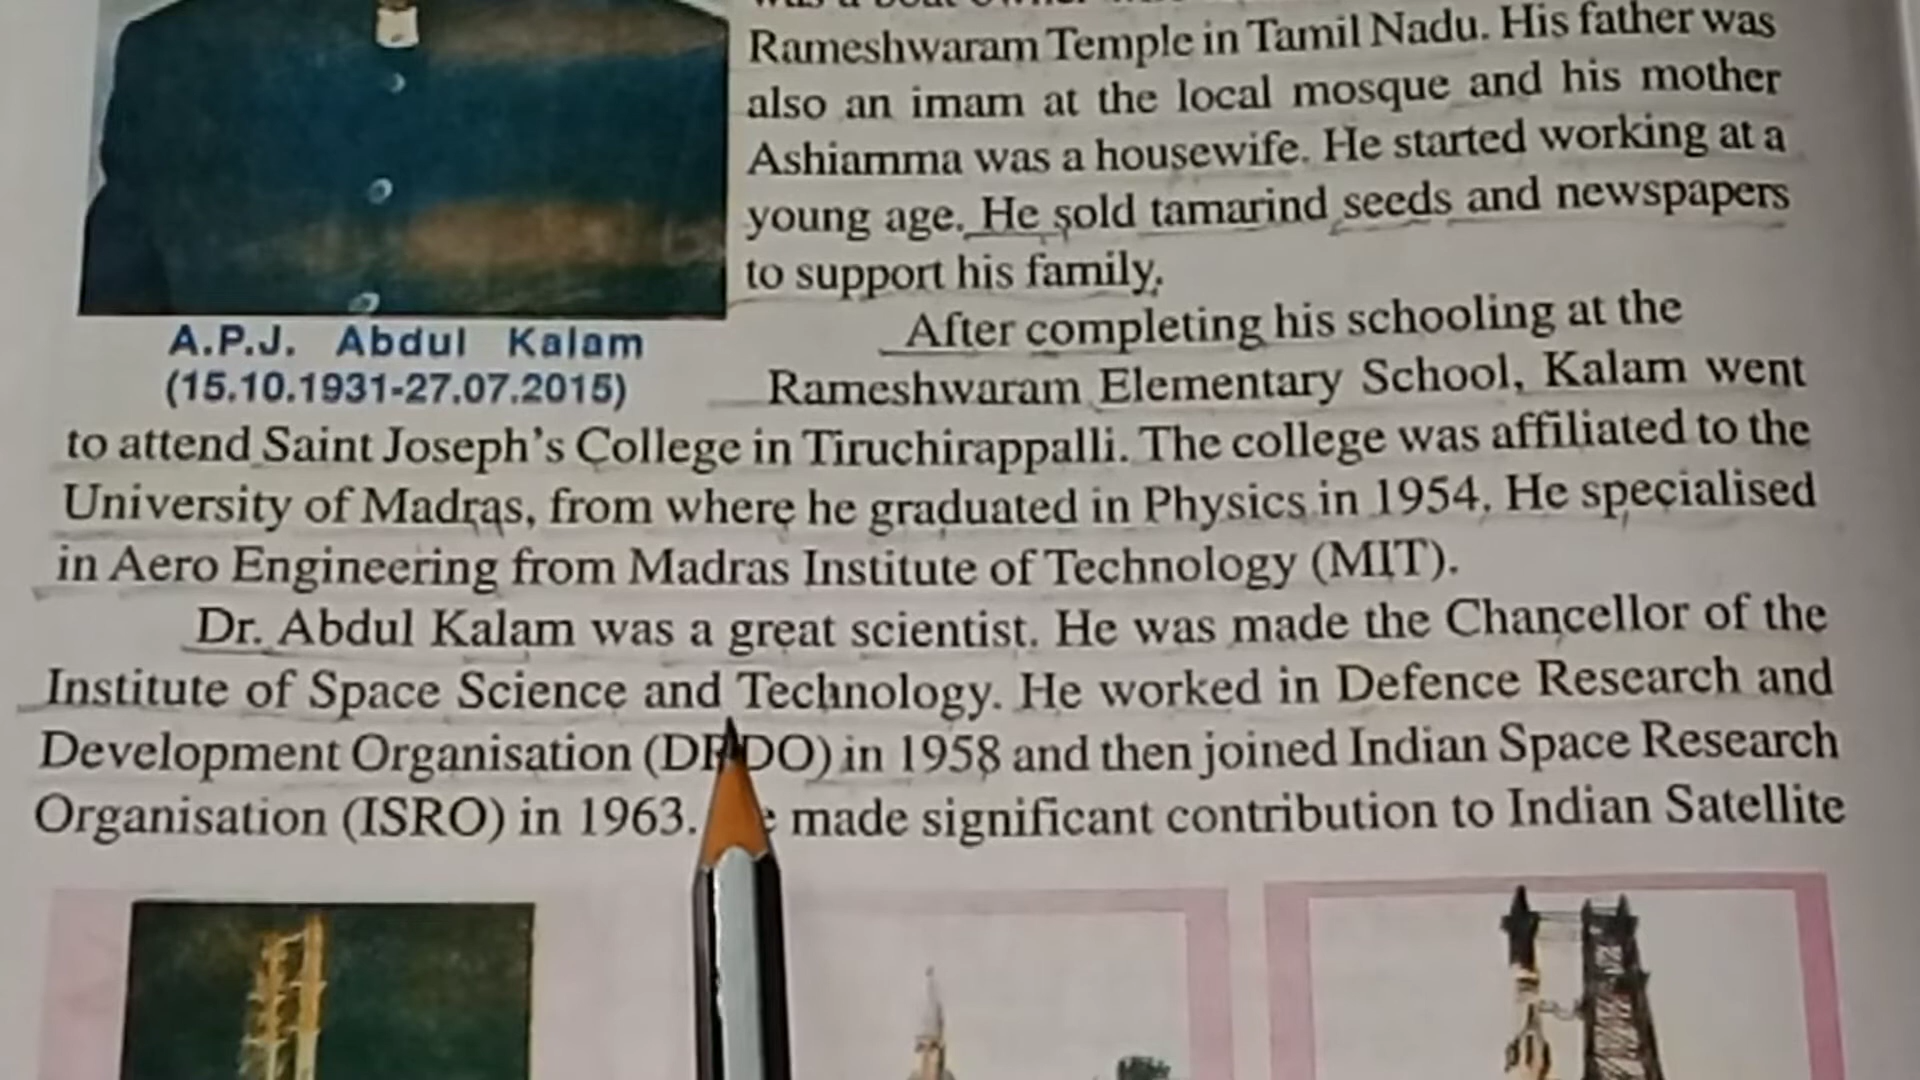 Rameshwaram Temple in Tamil Nadu. His father was
also an imam at the local mosque and his mother
Ashiamma was a housewife. He started working at a
young age. He sold tamarind seeds and newspapers
to support his family.
A.P.J. Abdul Kalam
(15.10.1931-27.07.2015)
After completing his schooling at the
Rameshwaram Elementary School, Kalam went
to attend Saint Joseph's College in Tiruchirappalli. The college was affiliated to the
University of Madras, from where he graduated in Physics in 1954. He specialised
in Aero Engineering from Madras Institute of Technology (MIT).
Dr. Abdul Kalam was a great scientist. He was made the Chancellor of the
Institute of Space Science and Technology. He worked in Defence Research and
Development Organisation (DRDO) in 1958 and then joined Indian Space Research
Organisation (ISRO) in 1963. made significant contribution to Indian Satellite